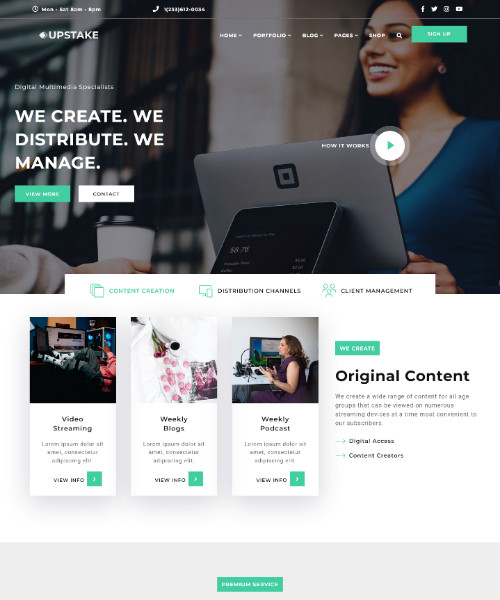 Mon - Sat 8am - 8pm
1(233)612-0034
UPSTAKE
HOME
PORTFOLIO
BLOG
PAGES
SHOP
SIGN UP
Digital Multimedia Specialists
WE CREATE. WE
DISTRIBUTE. WE
MANAGE.
HOW IT WORKS
VIEW MORE
CONTACT
$8.76
CONTENT CREATION
DISTRIBUTION CHANNELS
CLIENT MANAGEMENT
Video
Streaming
Lorem ipsum dolor sit
amet, consectetur
adipiscing elit.
VIEW INFO
Weekly
Blogs
Lorem ipsum dolor sit
amet, consectetur
adipiscing elit.
VIEW INFO
Weekly
Podcast
Lorem ipsum dolor sit
amet, consectetur
adipiscing elit.
VIEW INFO
WE CREATE
Original Content
We create a wide range of content for all age
groups that can be viewed on numerous
streaming devices at a time most convenient to
our subscribers.
Digital Access
Content Creators
PREMIUM SERVICE